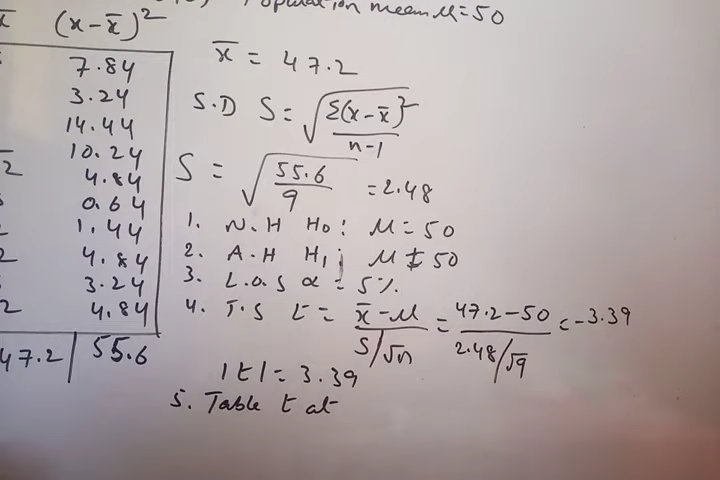 Population mean μ=50
x̄ (x-x̄)²
7.84
3.24
14.44
10.24
4.84
0.64
1.44
4.84
3.24
4.84
47.2 | 55.6
x̄ = 47.2
S.D S = √Σ(x-x̄)²/n-1
S = √55.6/9 = 2.48
1. N.H H₀: μ=50
2. A.H H₁: μ≠50
3. L.O.S α = 5%
4. T.S t = x̄-μ/S/√n = 47.2-50/2.48/√9 = -3.39
|t| = 3.39
5. Table t at